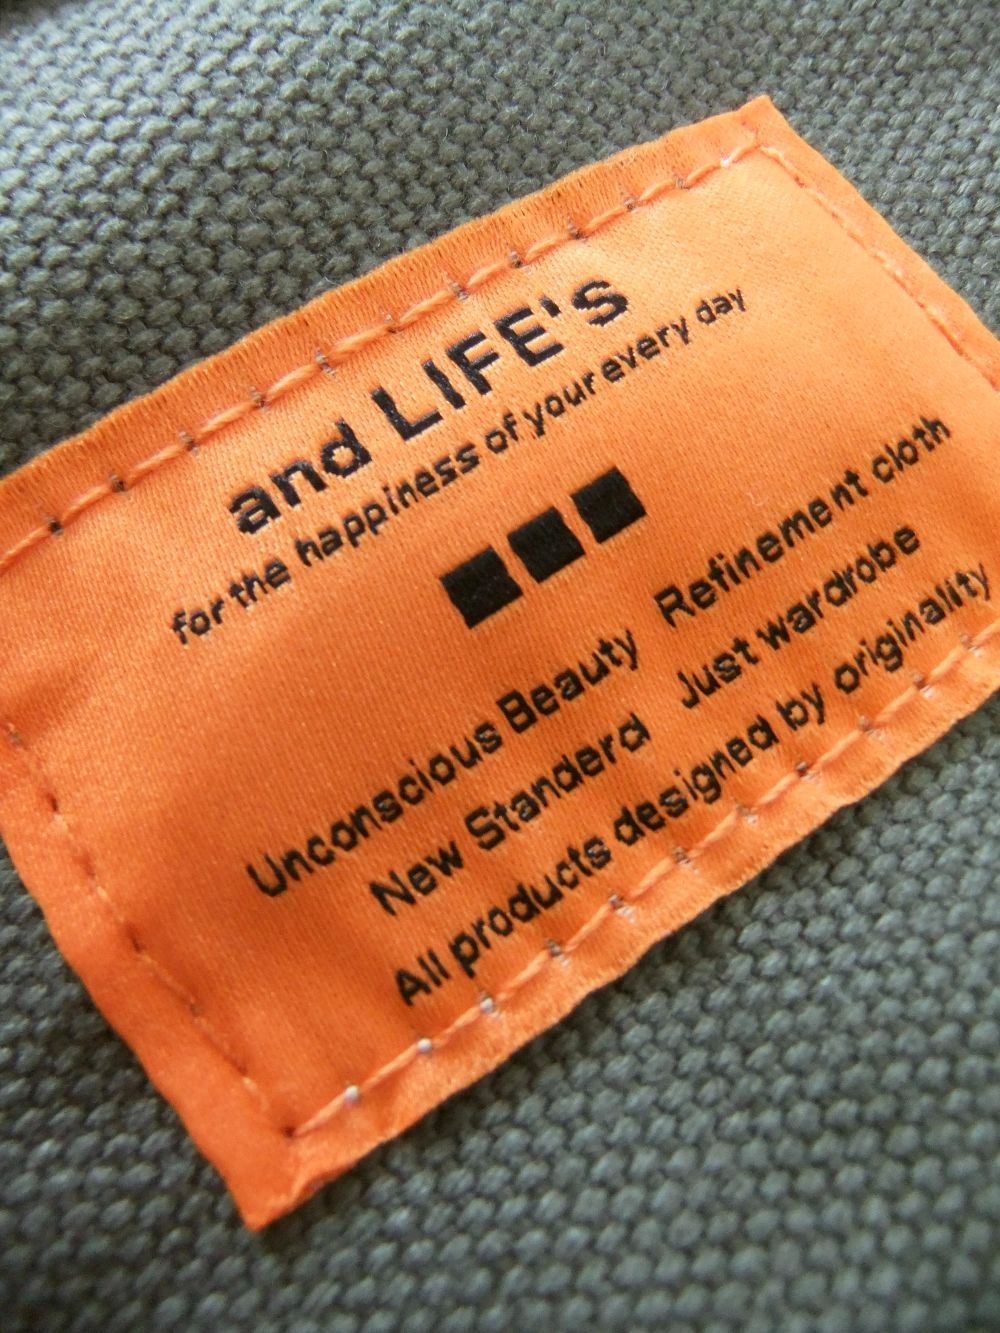 and LIFE's
for the happiness of your every day
Unconscious Beauty Refinement cloth
New Standerd Just wardrobe
All products designed by originality